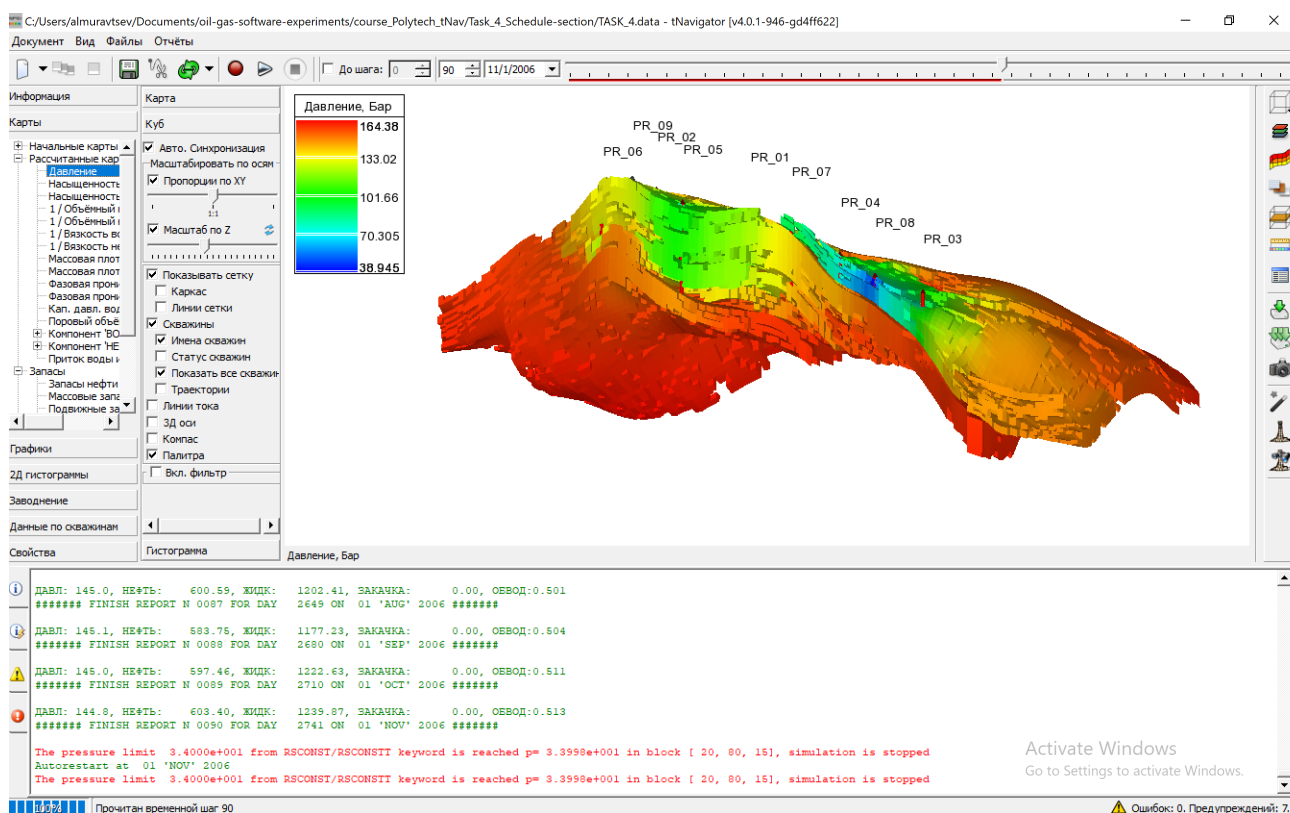 C:/Users/almuravtsev/Documents/oil-gas-software-experiments/course_Polytech_tNav/Task_4_Schedule-section/TASK_4.data - tNavigator [v4.0.1-946-gd4ff622]
Документ Вид Файлы Отчёты
До шага: 0 90 11/1/2006
Информация
Карты
Начальные карты
Рассчитанные кар
Давление
Насыщенность
Насыщенность
1 / Объёмный
1 / Объёмный
1 / Вязкость во
1 / Вязкость не
Массовая плот
Массовая плот
Фазовая прони
Фазовая прони
Кап. давл. вод
Поровый объё
Компонент 'ВО
Компонент 'НЕ
Приток воды и
Запасы
Запасы нефти
Массовые запа
Подвижные за
Графики
2Д гистограммы
Заводнение
Данные по скважинам
Свойства
Карта
Куб
Авто. Синхронизация
Масштабировать по осям
Пропорции по XY
1:1
Масштаб по Z
Показывать сетку
Каркас
Линии сетки
Скважины
Имена скважин
Статус скважин
Показать все скважин
Траектории
Линии тока
3Д оси
Компас
Палитра
Вкл. фильтр
Гистограмма
Давление, Бар
164.38
133.02
101.66
70.305
38.945
PR_09
PR_02
PR_06
PR_05
PR_01
PR_07
PR_04
PR_08
PR_03
Давление, Бар
ДАВЛ: 145.0, НЕФТЬ: 600.59, ЖИДК: 1202.41, ЗАКАЧКА: 0.00, ОБВОД:0.501
####### FINISH REPORT N 0087 FOR DAY 2649 ON 01 'AUG' 2006 #######
ДАВЛ: 145.1, НЕФТЬ: 583.75, ЖИДК: 1177.23, ЗАКАЧКА: 0.00, ОБВОД:0.504
####### FINISH REPORT N 0088 FOR DAY 2680 ON 01 'SEP' 2006 #######
ДАВЛ: 145.0, НЕФТЬ: 597.46, ЖИДК: 1222.63, ЗАКАЧКА: 0.00, ОБВОД:0.511
####### FINISH REPORT N 0089 FOR DAY 2710 ON 01 'OCT' 2006 #######
ДАВЛ: 144.8, НЕФТЬ: 603.40, ЖИДК: 1239.87, ЗАКАЧКА: 0.00, ОБВОД:0.513
####### FINISH REPORT N 0090 FOR DAY 2741 ON 01 'NOV' 2006 #######
The pressure limit 3.4000e+001 from RSCONST/RSCONSTT keyword is reached p= 3.3998e+001 in block [ 20, 80, 15], simulation is stopped
Autorestart at 01 'NOV' 2006
The pressure limit 3.4000e+001 from RSCONST/RSCONSTT keyword is reached p= 3.3998e+001 in block [ 20, 80, 15], simulation is stopped
Activate Windows
Go to Settings to activate Windows.
100% Прочитан временной шаг 90
Ошибок: 0. Предупреждений: 7.